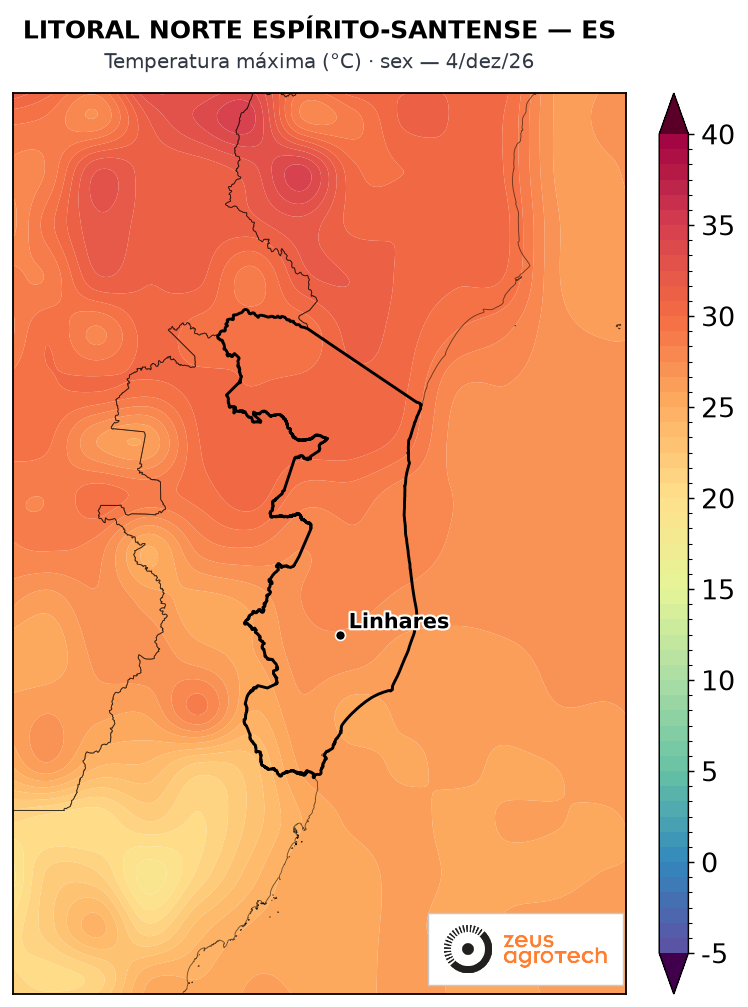 LITORAL NORTE ESPÍRITO-SANTENSE — ES
Temperatura máxima (°C) · sex — 4/dez/26
40
35
30
25
20
15
10
5
0
-5
Linhares
zeus
agrotech